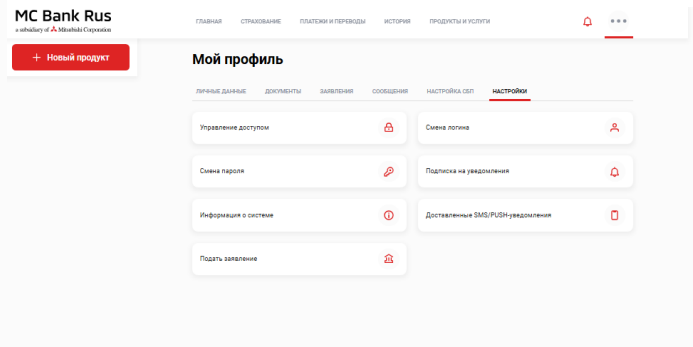 MC Bank Rus
a subsidiary of Mitsubishi Corporation
ГЛАВНАЯ СТРАХОВАНИЕ ПЛАТЕЖИ И ПЕРЕВОДЫ ИСТОРИЯ ПРОДУКТЫ И УСЛУГИ
+ Новый продукт
Мой профиль
ЛИЧНЫЕ ДАННЫЕ ДОКУМЕНТЫ ЗАЯВЛЕНИЯ СООБЩЕНИЯ НАСТРОЙКА СБП НАСТРОЙКИ
Управление доступом
Смена логина
Смена пароля
Подписка на уведомления
Информация о системе
Доставленные SMS/PUSH-уведомления
Подать заявление